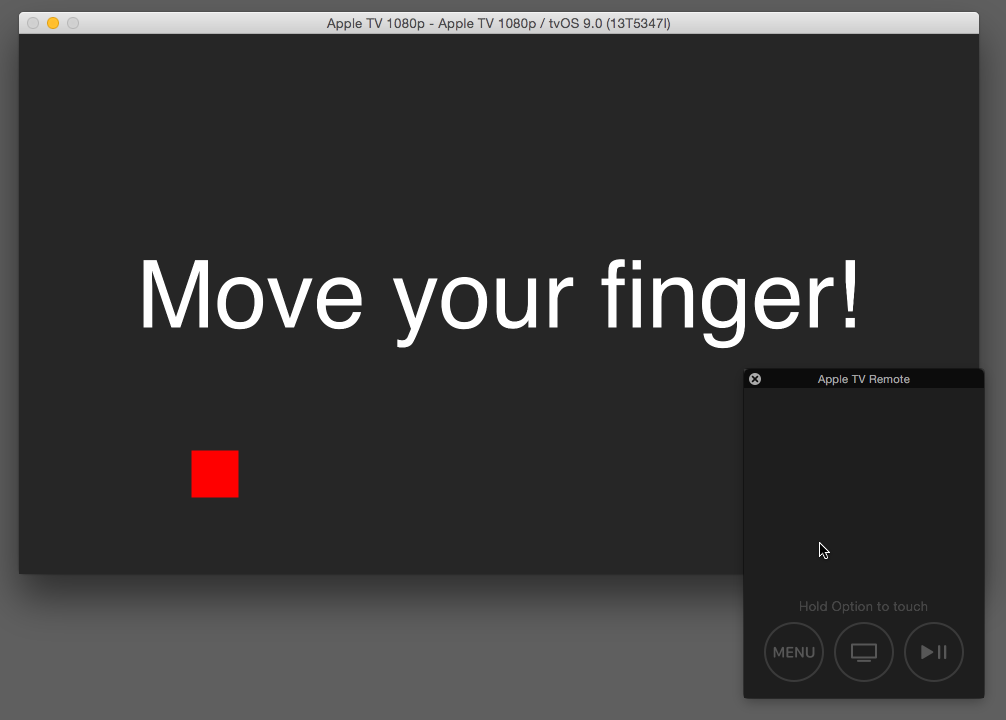 Apple TV 1080p - Apple TV 1080p / tvOS 9.0 (13T5347l)
Move your finger!
Apple TV Remote
Hold Option to touch
MENU